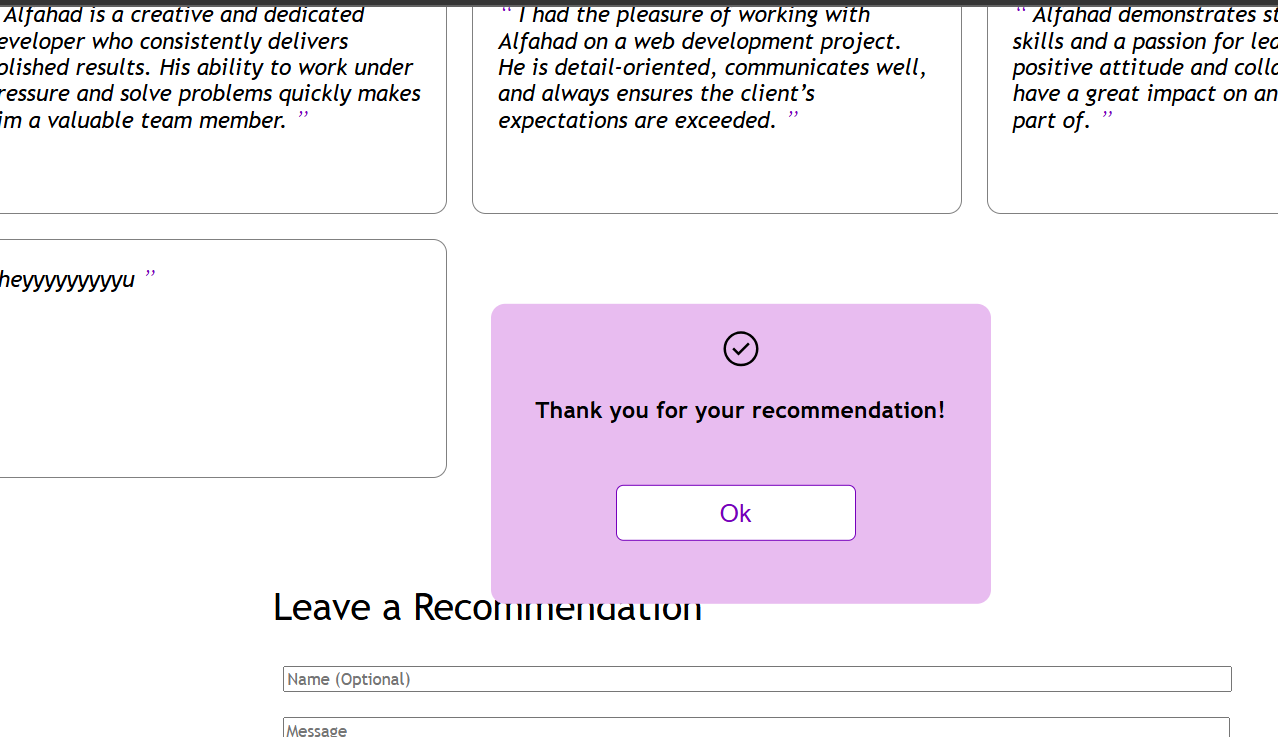 Alfahad is a creative and dedicated
eveloper who consistently delivers
olished results. His ability to work under
ressure and solve problems quickly makes
im a valuable team member. ”
“ I had the pleasure of working with
Alfahad on a web development project.
He is detail-oriented, communicates well,
and always ensures the client’s
expectations are exceeded. ”
“ Alfahad demonstrates st
skills and a passion for lea
positive attitude and colla
have a great impact on an
part of. ”
heyyyyyyyyyu ”
Thank you for your recommendation!
Ok
Leave a Recommendation
Name (Optional)
Message